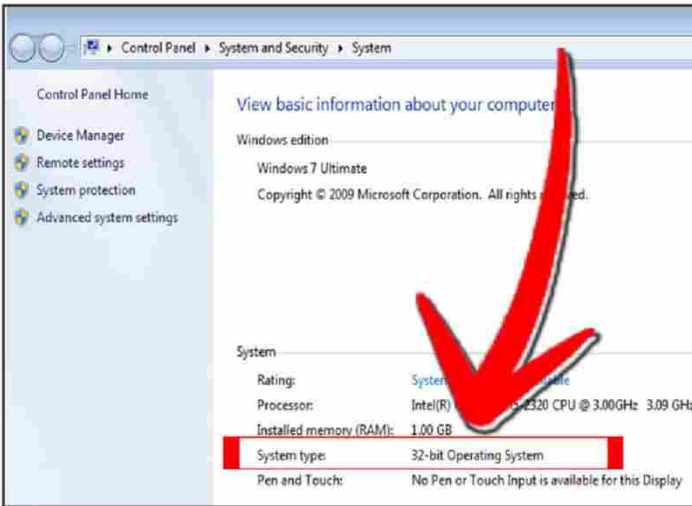 Control Panel ▸ System and Security ▸ System
Control Panel Home
Device Manager
Remote settings
System protection
Advanced system settings
View basic information about your computer
Windows edition
Windows 7 Ultimate
Copyright © 2009 Microsoft Corporation. All rights
System
Rating:
Processor: Intel(R) CPU @ 3.00GHz 3.09 GHz
Installed memory (RAM): 1.00 GB
System type: 32-bit Operating System
Pen and Touch: No Pen or Touch Input is available for this Display